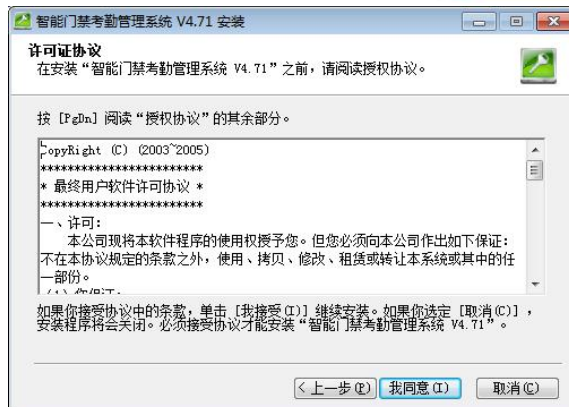 智能门禁考勤管理系统 V4.71 安装
许可证协议
在安装“智能门禁考勤管理系统 V4.71”之前，请阅读授权协议。
按 [PgDn] 阅读“授权协议”的其余部分。
CopyRight (C) (2003~2005)
************************
* 最终用户软件许可协议 *
************************
一、许可：
本公司现将本软件程序的使用权授予您。但您必须向本公司作出如下保证：
不在本协议规定的条款之外，使用、拷贝、修改、租赁或转让本系统或其中的任
一部份。
如果你接受协议中的条款，单击 [我接受(I)] 继续安装。如果你选定 [取消(C)] ，
安装程序将会关闭。必须接受协议才能安装“智能门禁考勤管理系统 V4.71” 。
< 上一步(P)
我同意(I)
取消(C)